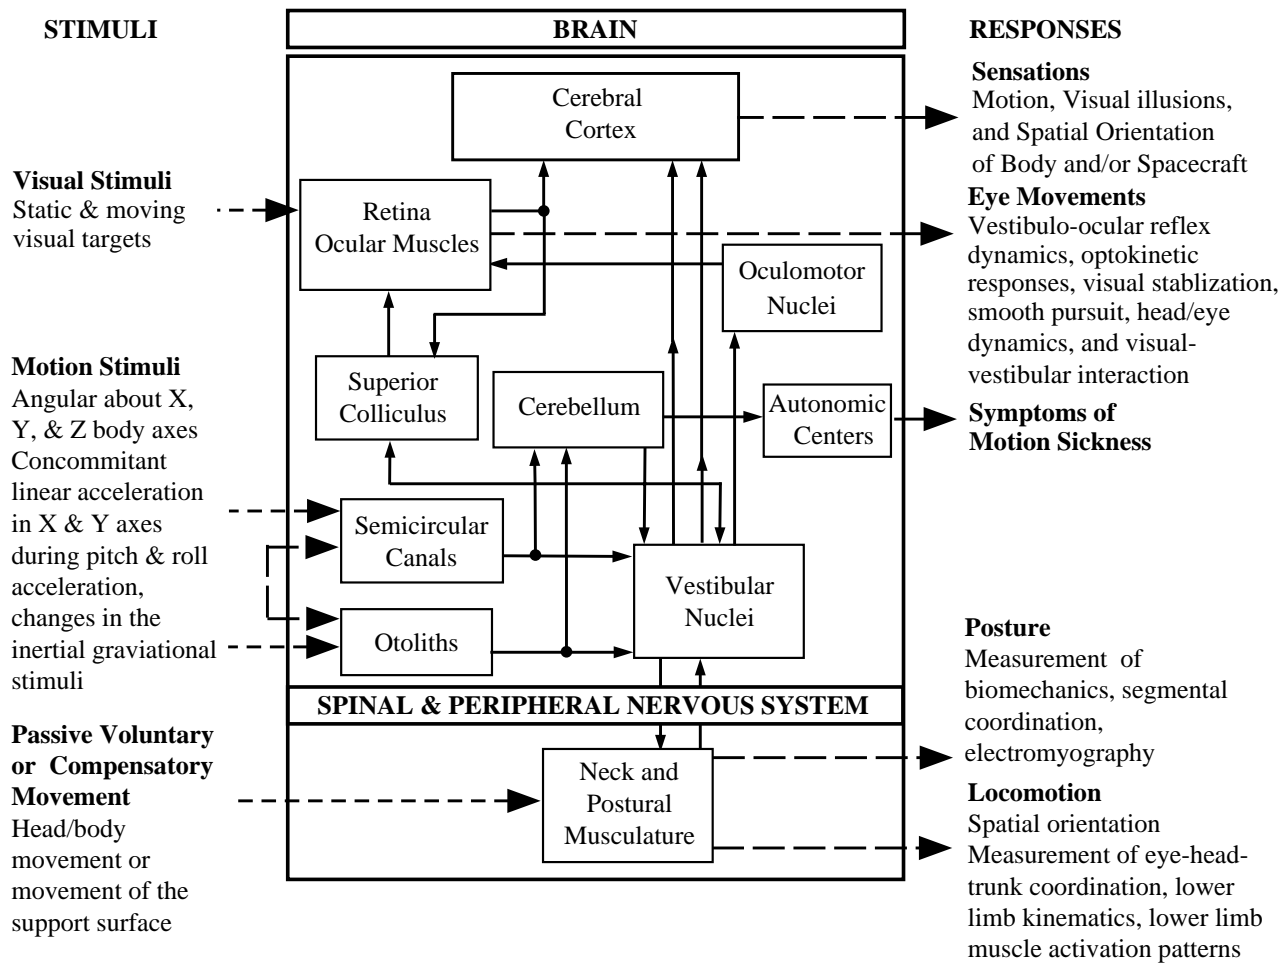 STIMULI
BRAIN
RESPONSES
Visual Stimuli
Static & moving
visual targets
Motion Stimuli
Angular about X,
Y, & Z body axes
Concommitant
linear acceleration
in X & Y axes
during pitch & roll
acceleration,
changes in the
inertial graviational
stimuli
Passive Voluntary
or Compensatory
Movement
Head/body
movement or
movement of the
support surface
Cerebral
Cortex
Retina
Ocular Muscles
Oculomotor
Nuclei
Superior
Colliculus
Cerebellum
Autonomic
Centers
Semicircular
Canals
Vestibular
Nuclei
Otoliths
SPINAL & PERIPHERAL NERVOUS SYSTEM
Neck and
Postural
Musculature
Sensations
Motion, Visual illusions,
and Spatial Orientation
of Body and/or Spacecraft
Eye Movements
Vestibulo-ocular reflex
dynamics, optokinetic
responses, visual stablization,
smooth pursuit, head/eye
dynamics, and visual-
vestibular interaction
Symptoms of
Motion Sickness
Posture
Measurement of
biomechanics, segmental
coordination,
electromyography
Locomotion
Spatial orientation
Measurement of eye-head-
trunk coordination, lower
limb kinematics, lower limb
muscle activation patterns